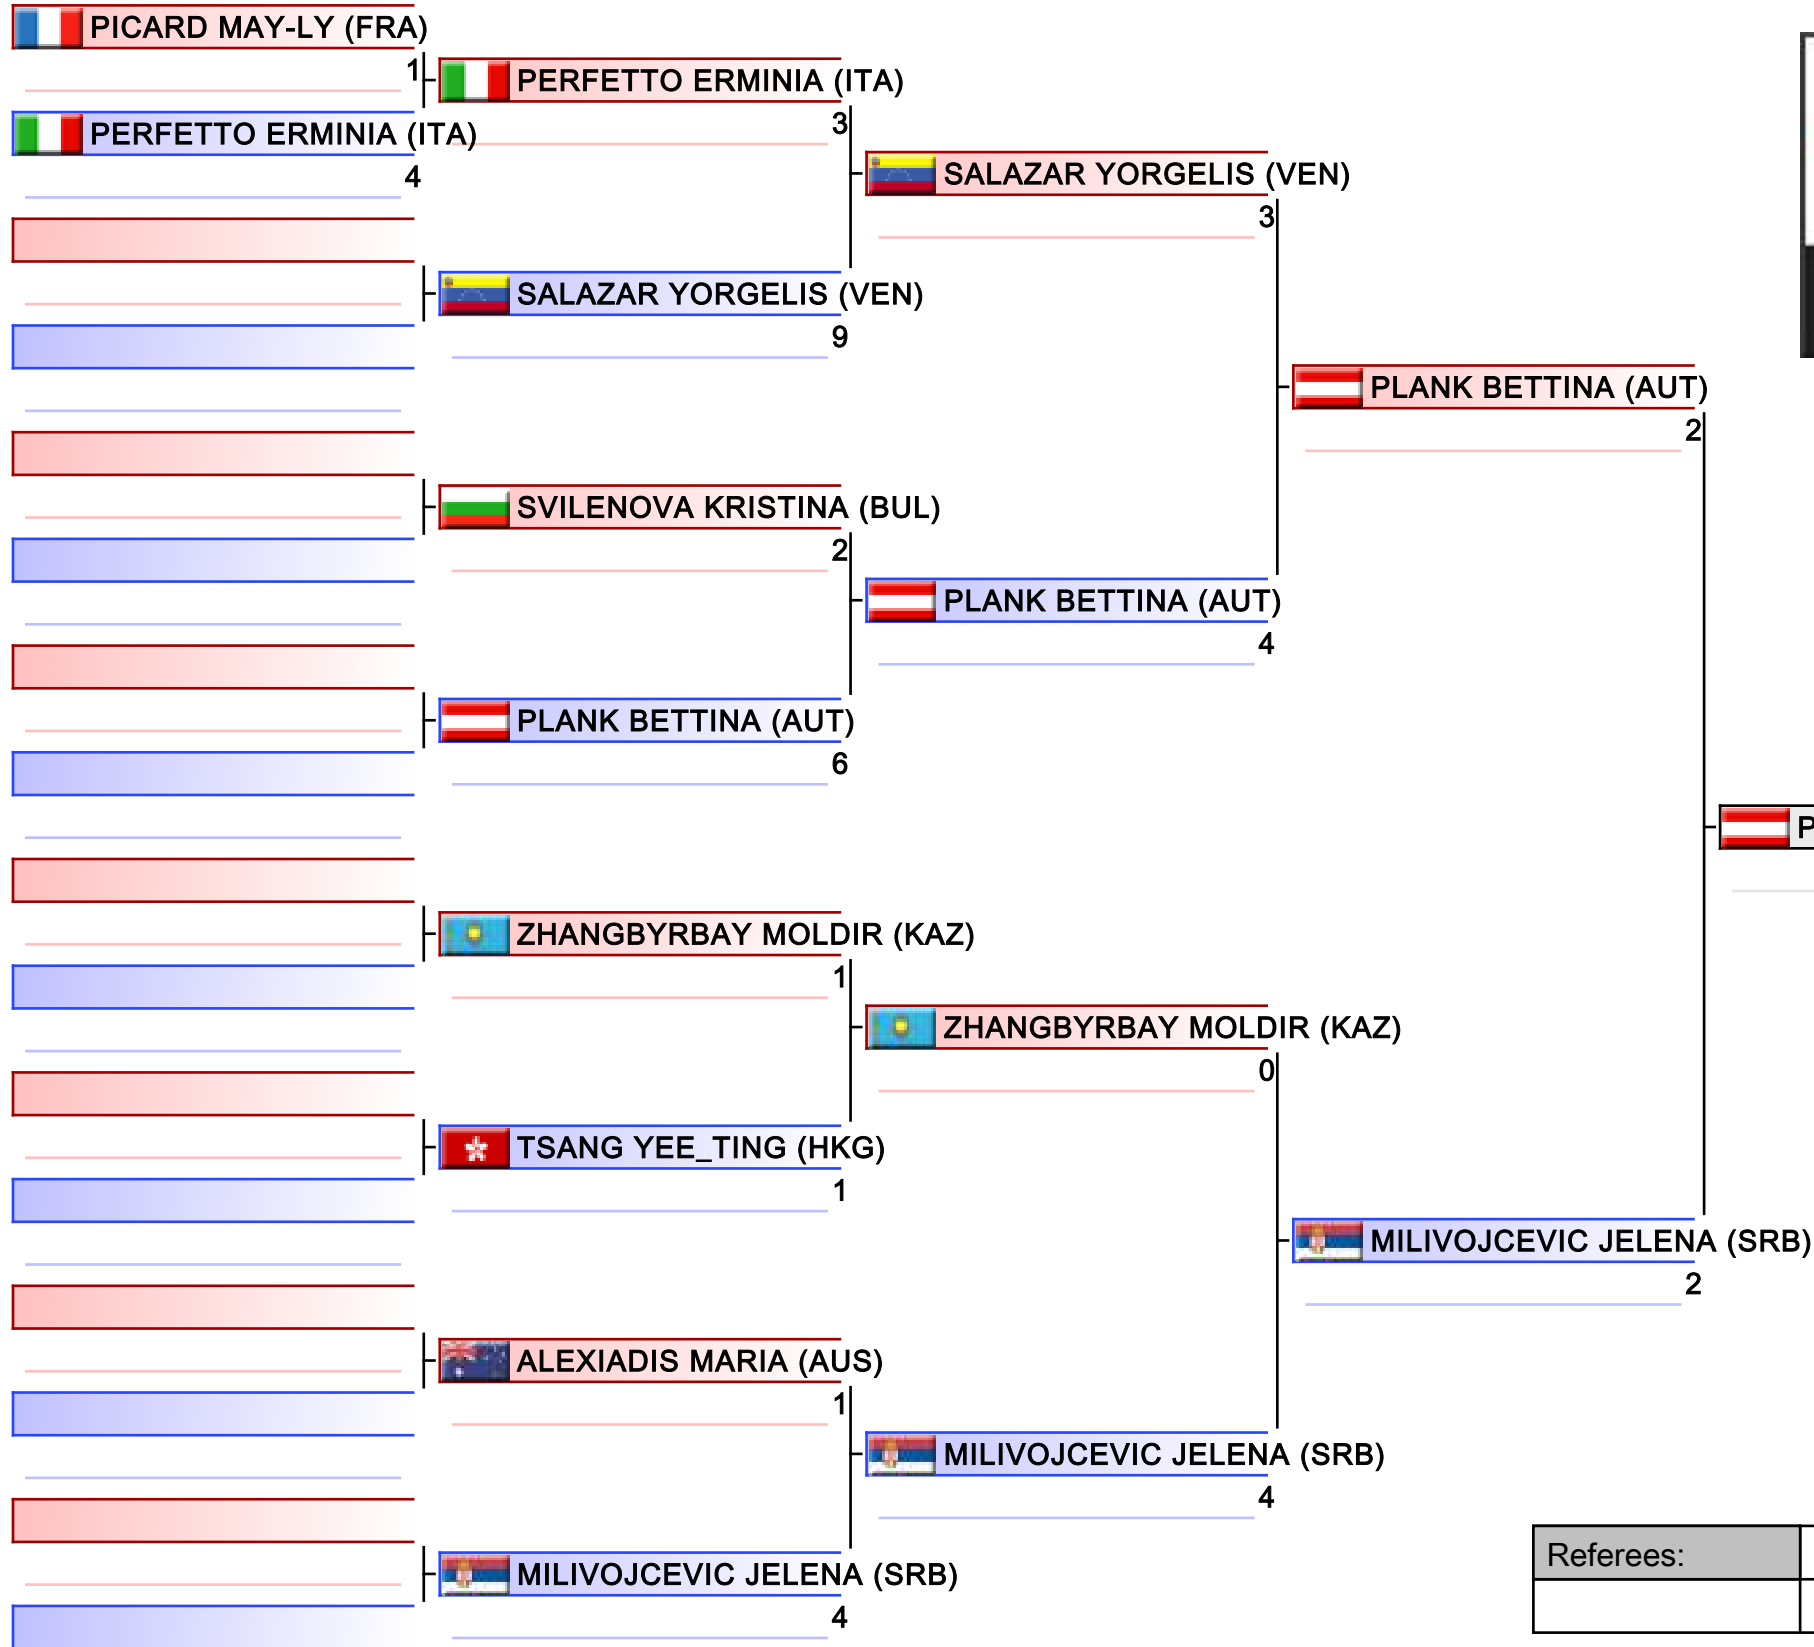 PICARD MAY-LY (FRA)
1
PERFETTO ERMINIA (ITA)
4
PERFETTO ERMINIA (ITA)
3
SALAZAR YORGELIS (VEN)
9
SVILENOVA KRISTINA (BUL)
2
PLANK BETTINA (AUT)
6
ZHANGBYRBAY MOLDIR (KAZ)
1
TSANG YEE_TING (HKG)
1
ALEXIADIS MARIA (AUS)
1
MILIVOJCEVIC JELENA (SRB)
4
SALAZAR YORGELIS (VEN)
3
PLANK BETTINA (AUT)
4
ZHANGBYRBAY MOLDIR (KAZ)
0
MILIVOJCEVIC JELENA (SRB)
4
PLANK BETTINA (AUT)
2
MILIVOJCEVIC JELENA (SRB)
2
P
Referees: